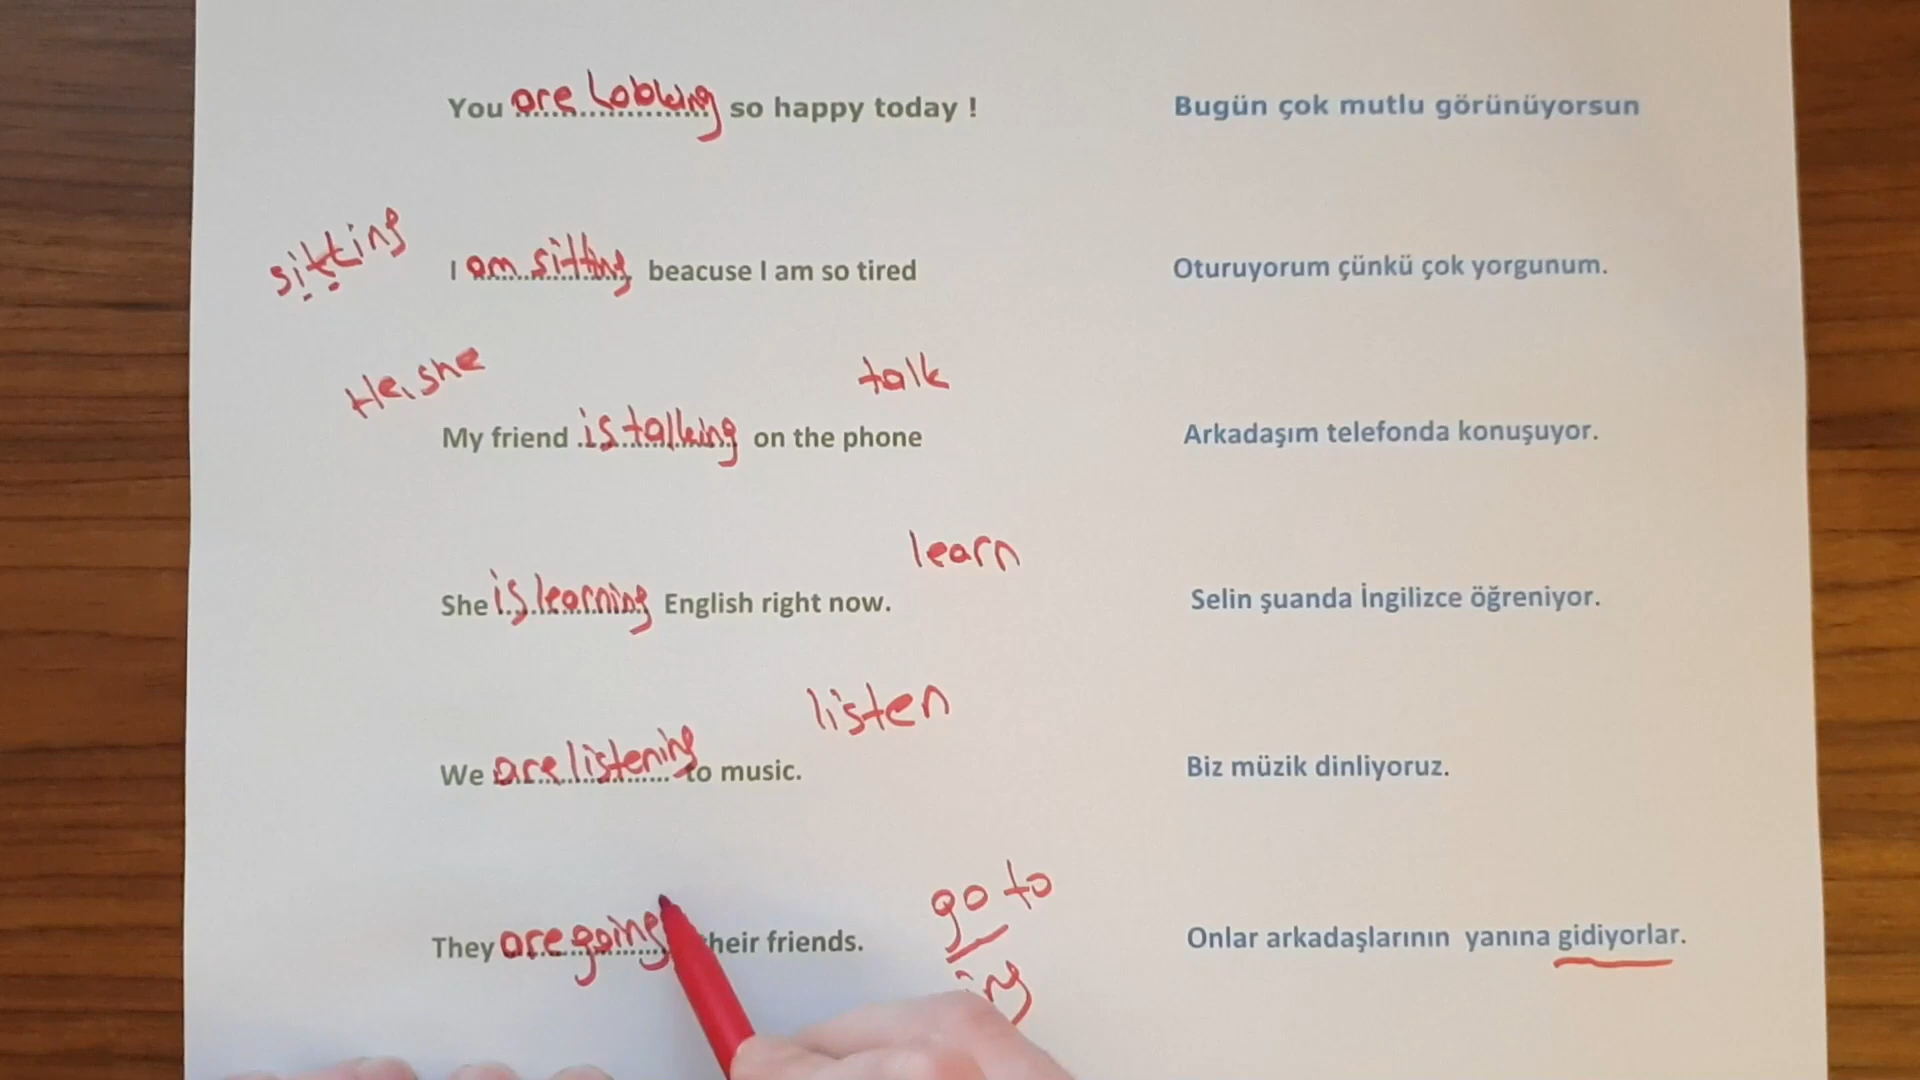 You are looking so happy today ! Bugün çok mutlu görünüyorsun
sitting
I am sitting beacuse I am so tired Oturuyorum çünkü çok yorgunum.
He, she talk
My friend is talking on the phone Arkadaşım telefonda konuşuyor.
learn
She is learning English right now. Selin şuanda İngilizce öğreniyor.
listen
We are listening to music. Biz müzik dinliyoruz.
go to
They are going their friends. Onlar arkadaşlarının yanına gidiyorlar.
ing